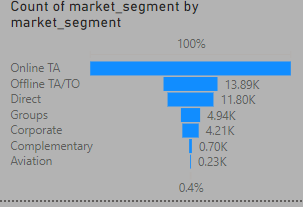 Count of market_segment by
market_segment
100%
Online TA
Offline TA/TO 13.89K
Direct 11.80K
Groups 4.94K
Corporate 4.21K
Complementary 0.70K
Aviation 0.23K
0.4%